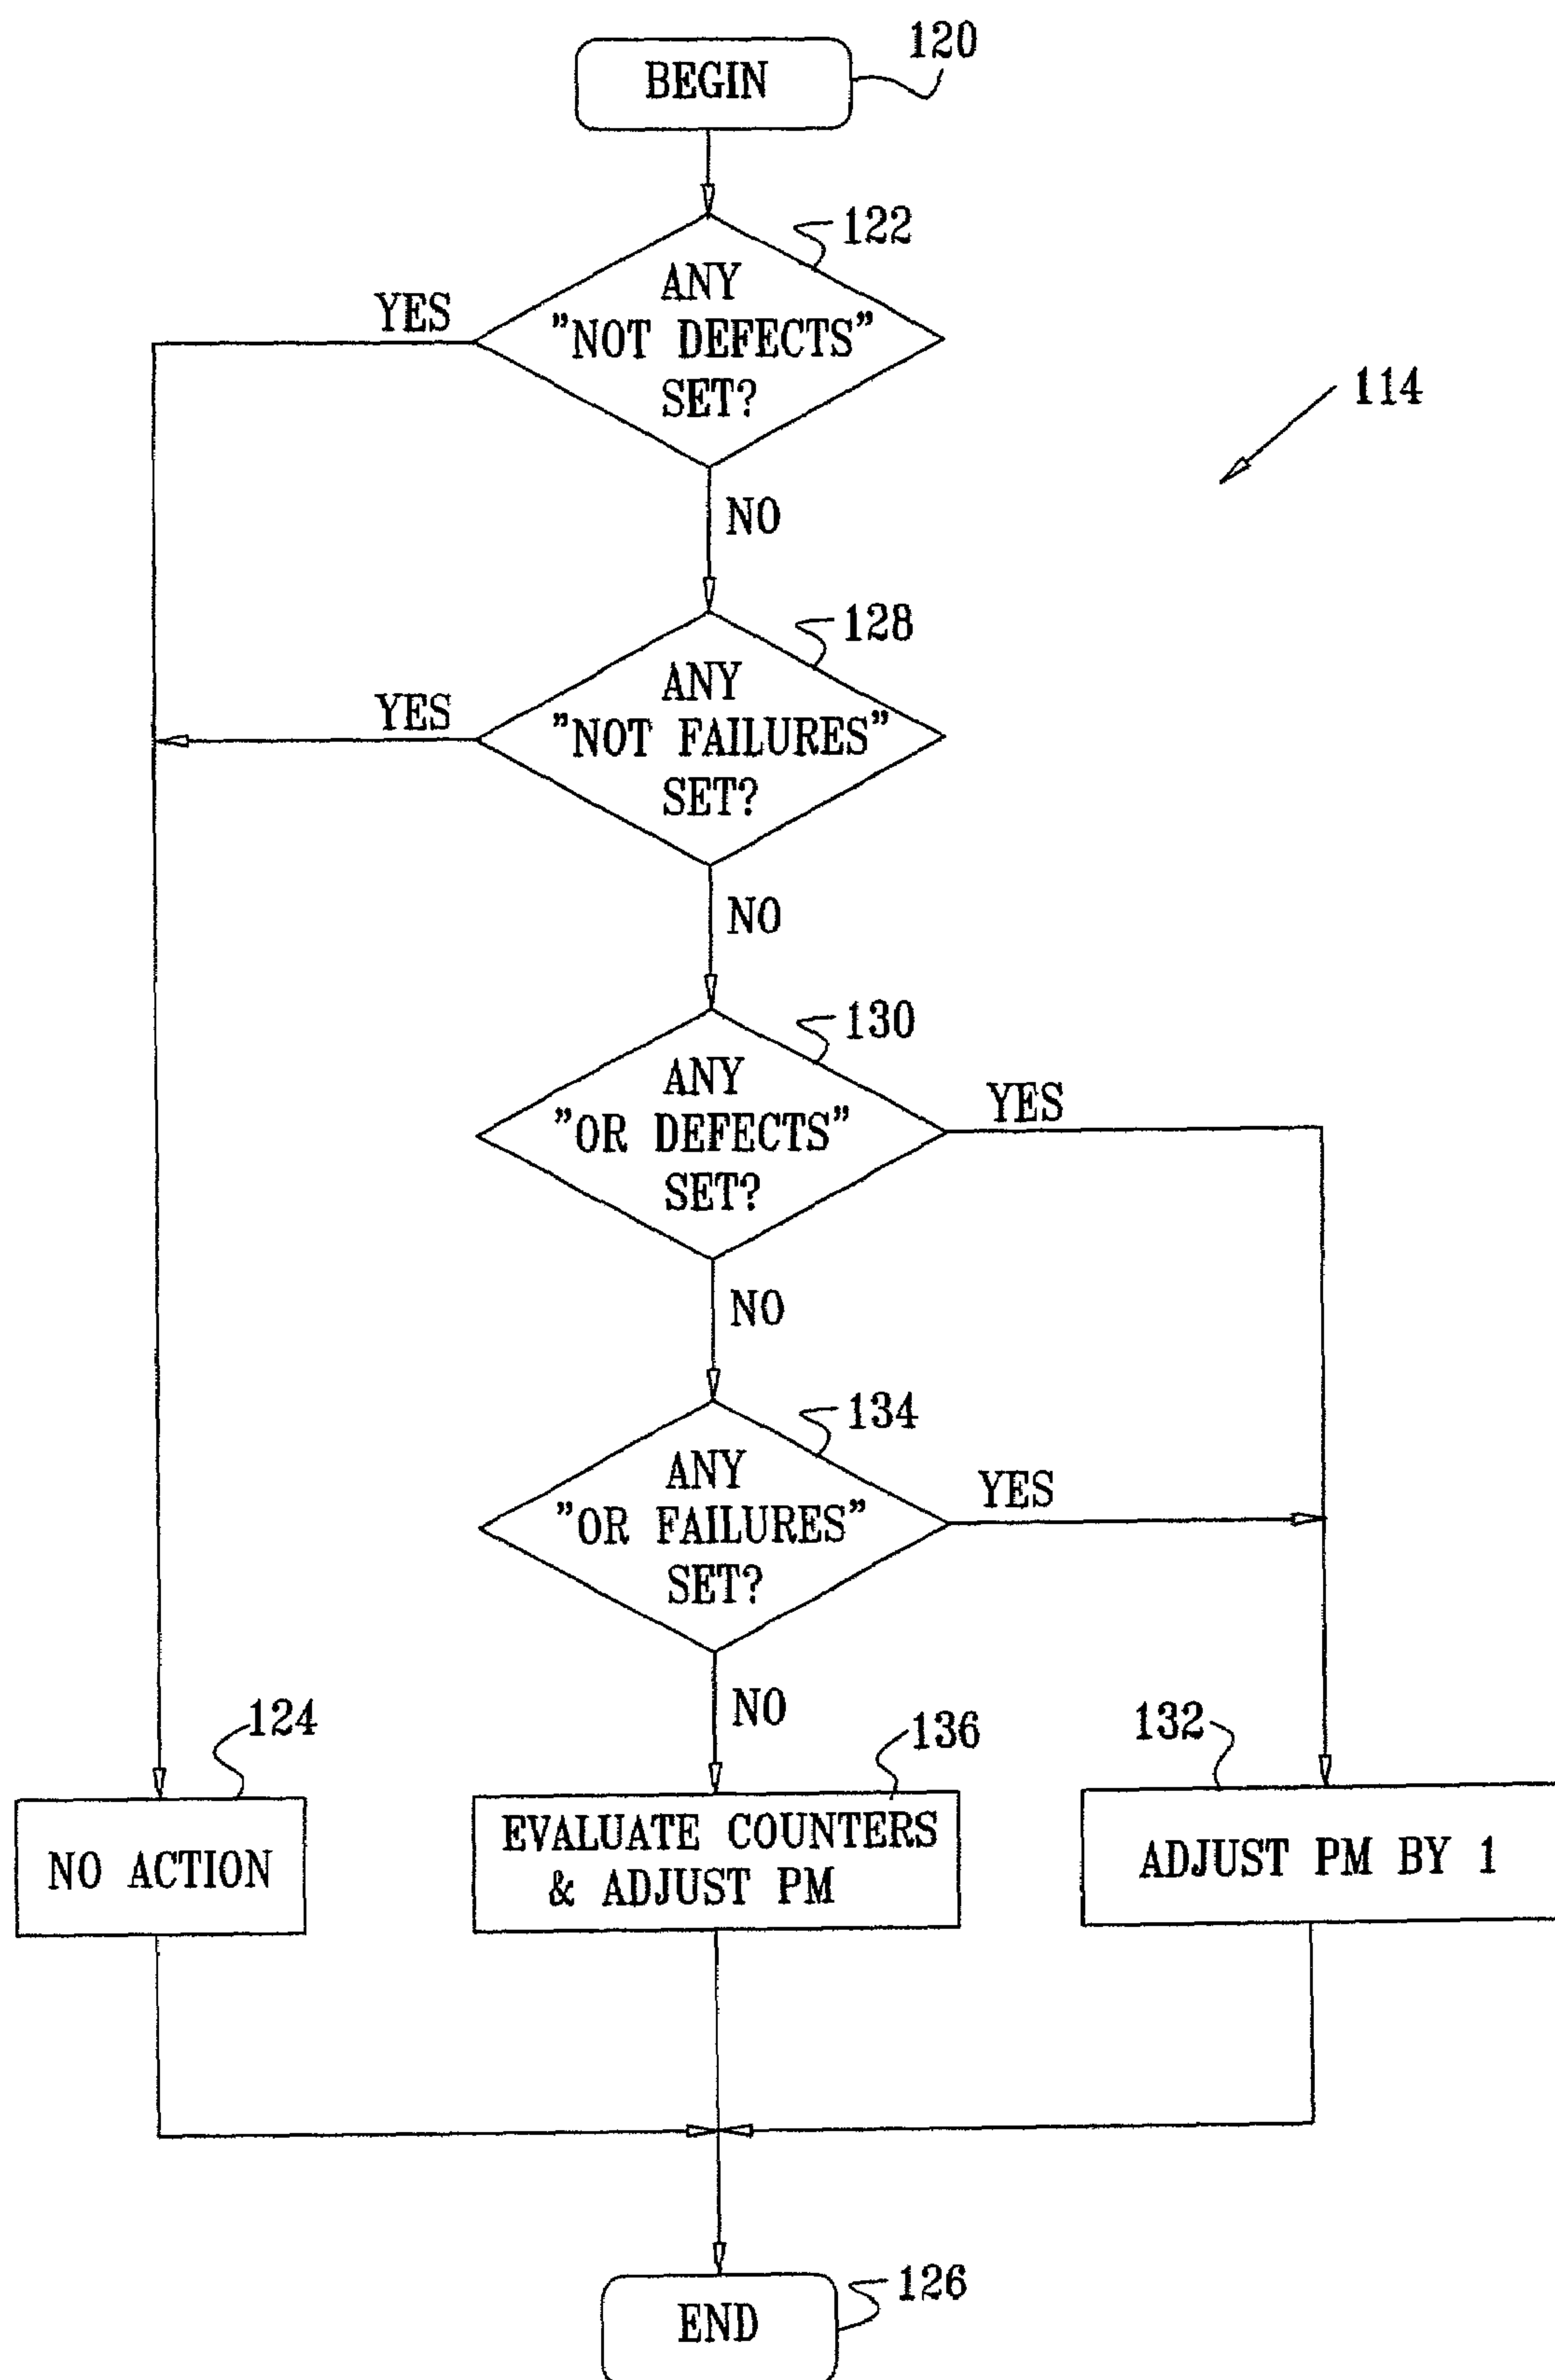 120
BEGIN
122
ANY
"NOT DEFECTS"
SET?
YES
114
NO
128
ANY
"NOT FAILURES"
SET?
YES
NO
130
ANY
"OR DEFECTS"
SET?
YES
NO
134
ANY
"OR FAILURES"
SET?
YES
NO
124
NO ACTION
136
EVALUATE COUNTERS
& ADJUST PM
132
ADJUST PM BY 1
126
END